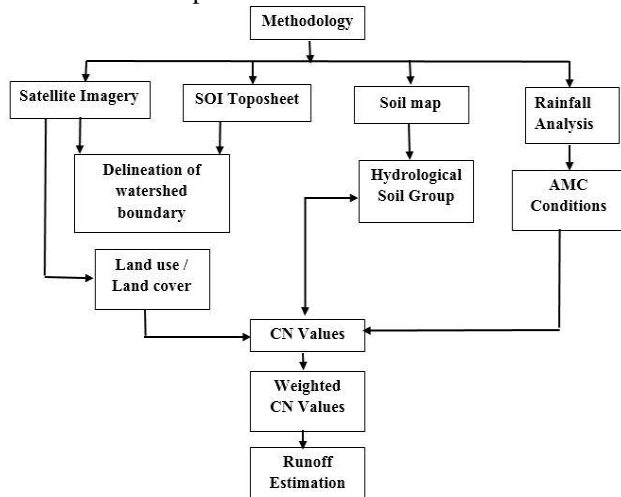 Methodology
Satellite Imagery
SOI Toposheet
Soil map
Rainfall
Analysis
Delineation of
watershed
boundary
Hydrological
Soil Group
AMC
Conditions
Land use /
Land cover
CN Values
Weighted
CN Values
Runoff
Estimation